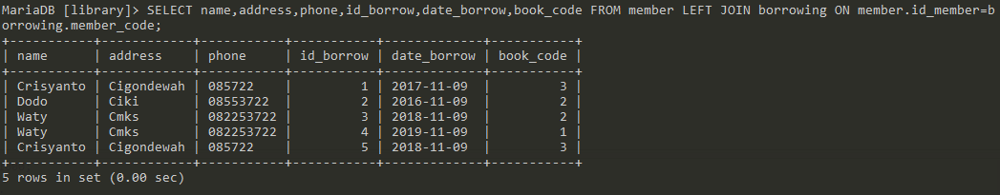 MariaDB [library]> SELECT name,address,phone,id_borrow,date_borrow,book_code FROM member LEFT JOIN borrowing ON member.id_member=b
orrowing.member_code;
+-----------+------------+-----------+-----------+-------------+-----------+
| name      | address    | phone     | id_borrow | date_borrow | book_code |
+-----------+------------+-----------+-----------+-------------+-----------+
| Crisyanto | Cigondewah | 085722    |         1 | 2017-11-09  |         3 |
| Dodo      | Ciki       | 08553722  |         2 | 2016-11-09  |         2 |
| Waty      | Cmks       | 082253722 |         3 | 2018-11-09  |         2 |
| Waty      | Cmks       | 082253722 |         4 | 2019-11-09  |         1 |
| Crisyanto | Cigondewah | 085722    |         5 | 2018-11-09  |         3 |
+-----------+------------+-----------+-----------+-------------+-----------+
5 rows in set (0.00 sec)